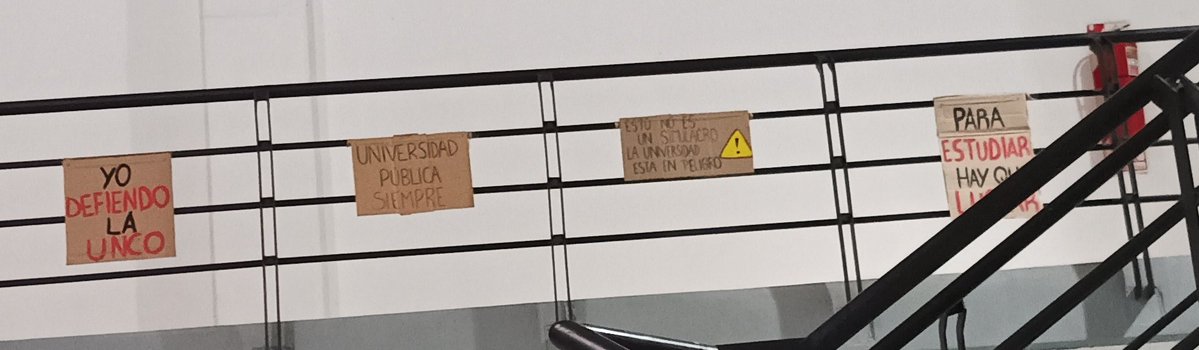 YO
DEFIENDO
LA
UNCO
UNIVERSIDAD
PÚBLICA
SIEMPRE
ESTO NO ES
UN SIMULACRO
LA UNIVERSIDAD
ESTA EN PELIGRO
!
PARA
ESTUDIAR
HAY